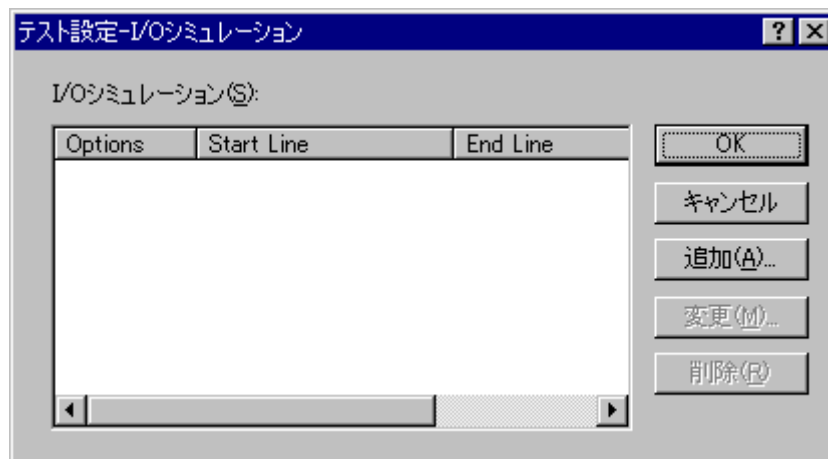 テスト設定-I/Oシミュレーション
I/Oシミュレーション(S):
Options Start Line End Line
OK
キャンセル
追加(A)...
変更(M)...
削除(R)